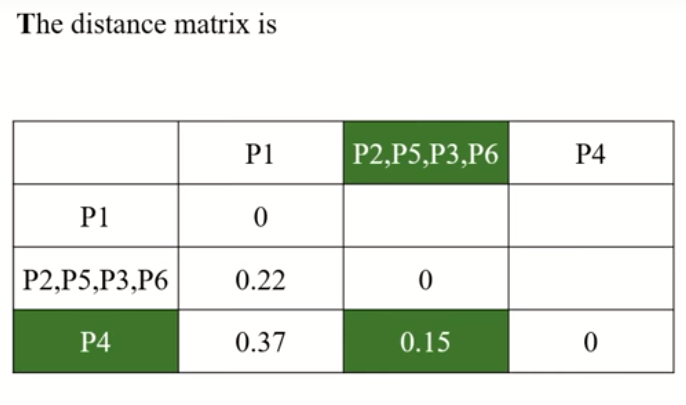 The distance matrix is
P1 P2,P5,P3,P6 P4
P1 0
P2,P5,P3,P6 0.22 0
P4 0.37 0.15 0